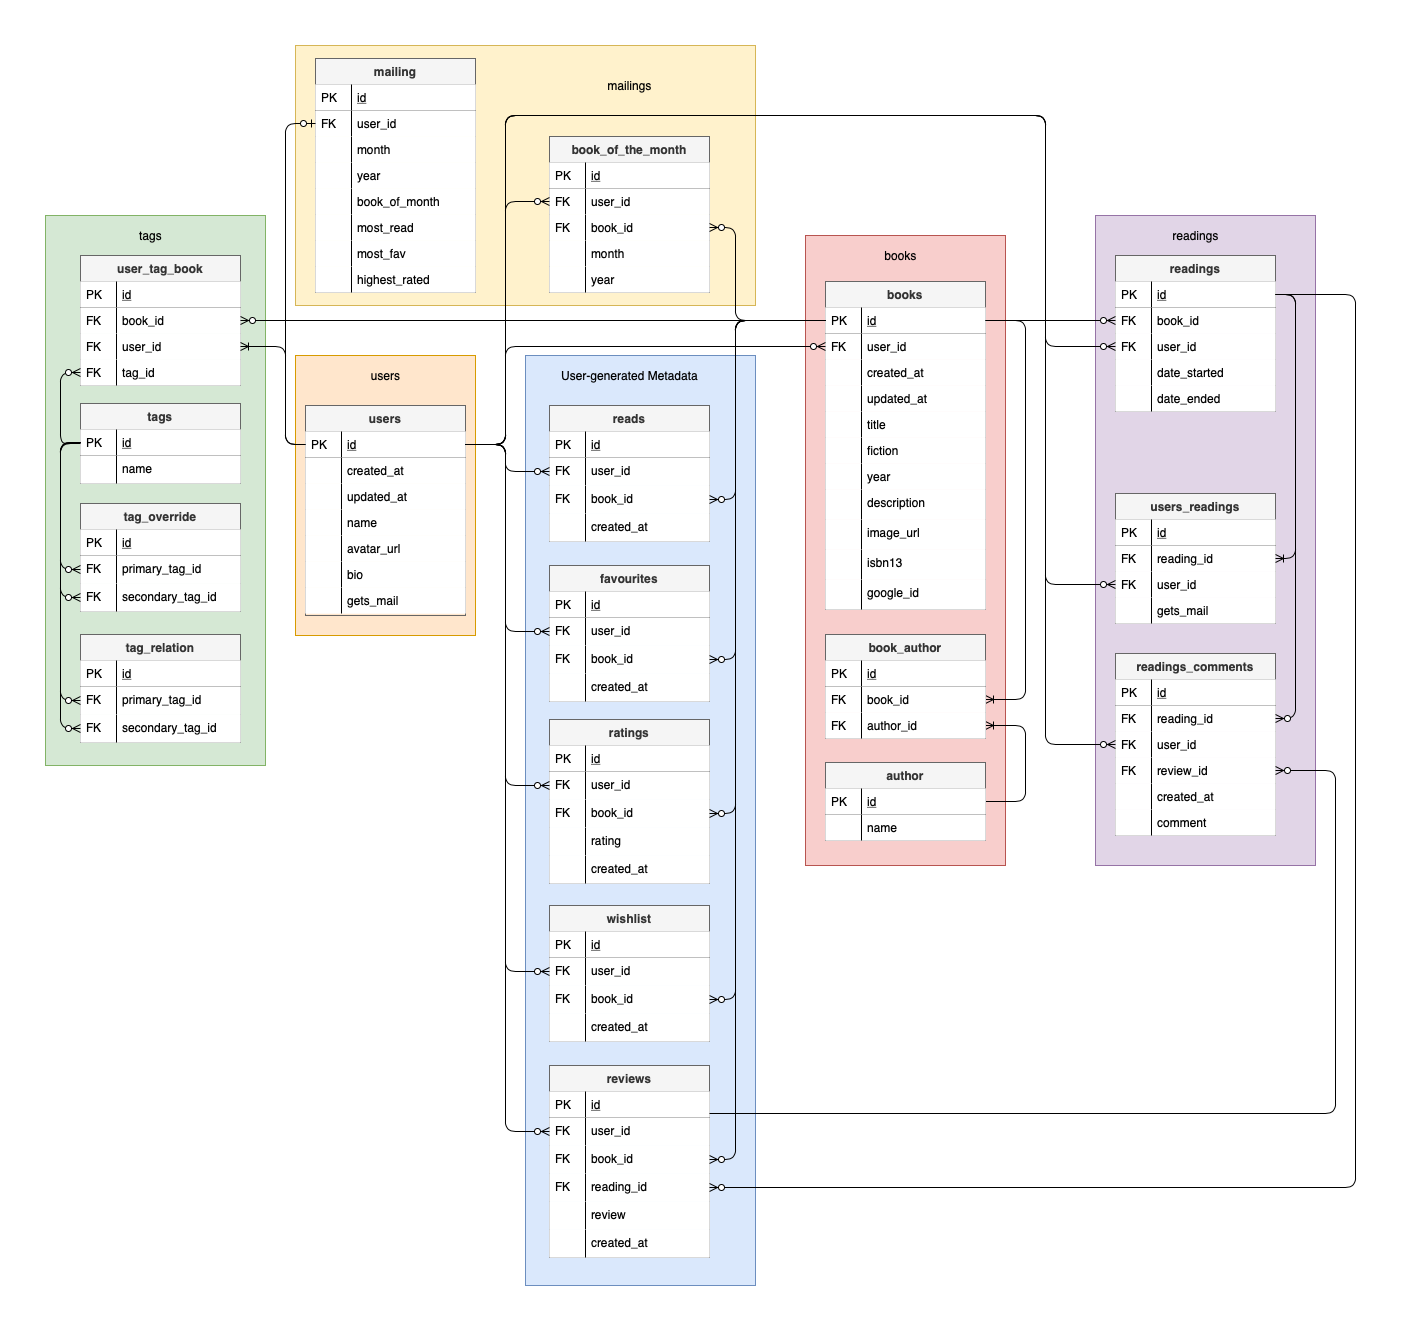 mailings
mailing
PK id
FK user_id
month
year
book_of_month
most_read
most_fav
highest_rated
book_of_the_month
PK id
FK user_id
FK book_id
month
year
tags
user_tag_book
PK id
FK book_id
FK user_id
FK tag_id
tags
PK id
name
tag_override
PK id
FK primary_tag_id
FK secondary_tag_id
tag_relation
PK id
FK primary_tag_id
FK secondary_tag_id
users
users
PK id
created_at
updated_at
name
avatar_url
bio
gets_mail
User-generated Metadata
reads
PK id
FK user_id
FK book_id
created_at
favourites
PK id
FK user_id
FK book_id
created_at
ratings
PK id
FK user_id
FK book_id
rating
created_at
wishlist
PK id
FK user_id
FK book_id
created_at
reviews
PK id
FK user_id
FK book_id
FK reading_id
review
created_at
books
books
PK id
FK user_id
created_at
updated_at
title
fiction
year
description
image_url
isbn13
google_id
book_author
PK id
FK book_id
FK author_id
author
PK id
name
readings
readings
PK id
FK book_id
FK user_id
date_started
date_ended
users_readings
PK id
FK reading_id
FK user_id
gets_mail
readings_comments
PK id
FK reading_id
FK user_id
FK review_id
created_at
comment